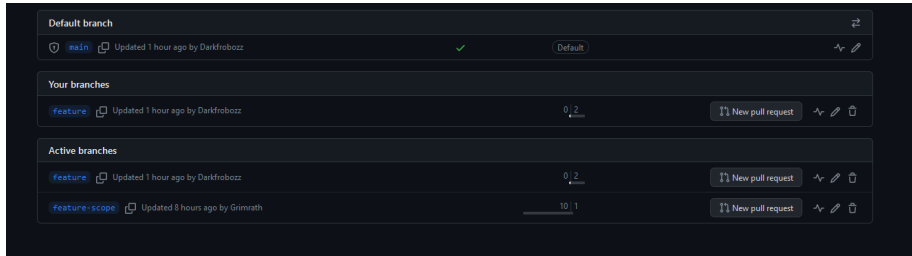 Default branch
main Updated 1 hour ago by Darkfrobozz Default
Your branches
feature Updated 1 hour ago by Darkfrobozz 0 | 2 New pull request
Active branches
feature Updated 1 hour ago by Darkfrobozz 0 | 2 New pull request
feature-scope Updated 8 hours ago by Grimrath 10 | 1 New pull request